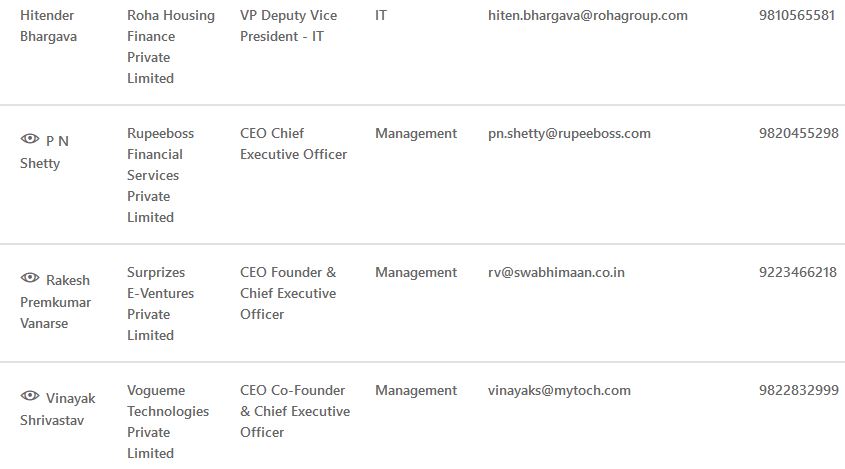 Hitender Bhargava	Roha Housing Finance Private Limited	VP Deputy Vice President - IT	IT	hiten.bhargava@rohagroup.com	9810565581
P N Shetty	Rupeeboss Financial Services Private Limited	CEO Chief Executive Officer	Management	pn.shetty@rupeeboss.com	9820455298
Rakesh Premkumar Vanarse	Surprizes E-Ventures Private Limited	CEO Founder & Chief Executive Officer	Management	rv@swabhimaan.co.in	9223466218
Vinayak Shrivastav	Vogueme Technologies Private Limited	CEO Co-Founder & Chief Executive Officer	Management	vinayaks@mytoch.com	9822832999